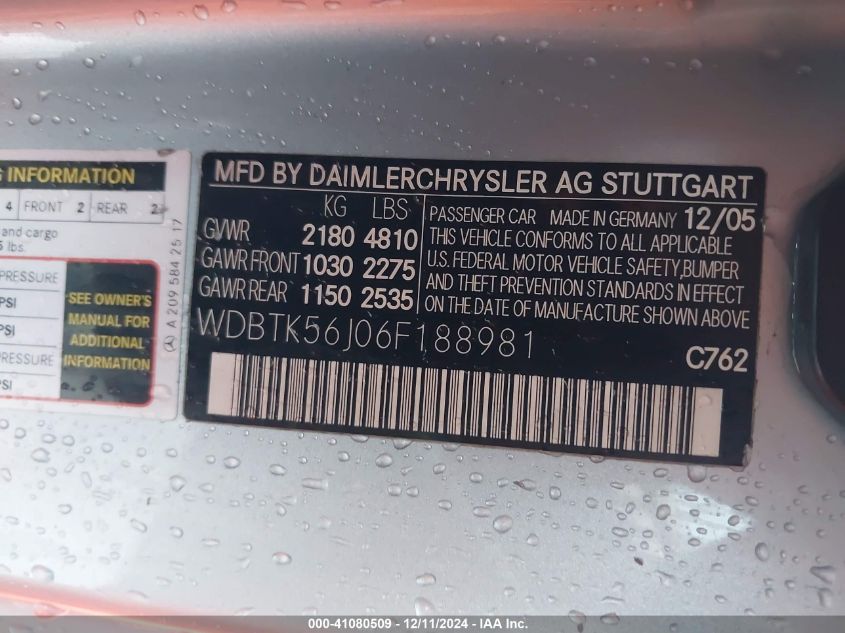 G INFORMATION
4 FRONT 2 REAR 2
and cargo
lbs.
PRESSURE
PSI
PRESSURE
PSI
PSI
SEE OWNER'S
MANUAL FOR
ADDITIONAL
INFORMATION
A 209 584 25 17
MFD BY DAIMLERCHRYSLER AG STUTTGART
KG LBS
GVWR 2180 4810
GAWR FRONT 1030 2275
GAWR REAR 1150 2535
PASSENGER CAR MADE IN GERMANY 12/05
THIS VEHICLE CONFORMS TO ALL APPLICABLE
U.S. FEDERAL MOTOR VEHICLE SAFETY,BUMPER
AND THEFT PREVENTION STANDARDS IN EFFECT
ON THE DATE OF MANUFACTURE SHOWN ABOVE
WDBTK56J06F188981
C762
000-41080509 - 12/11/2024 - IAA Inc.